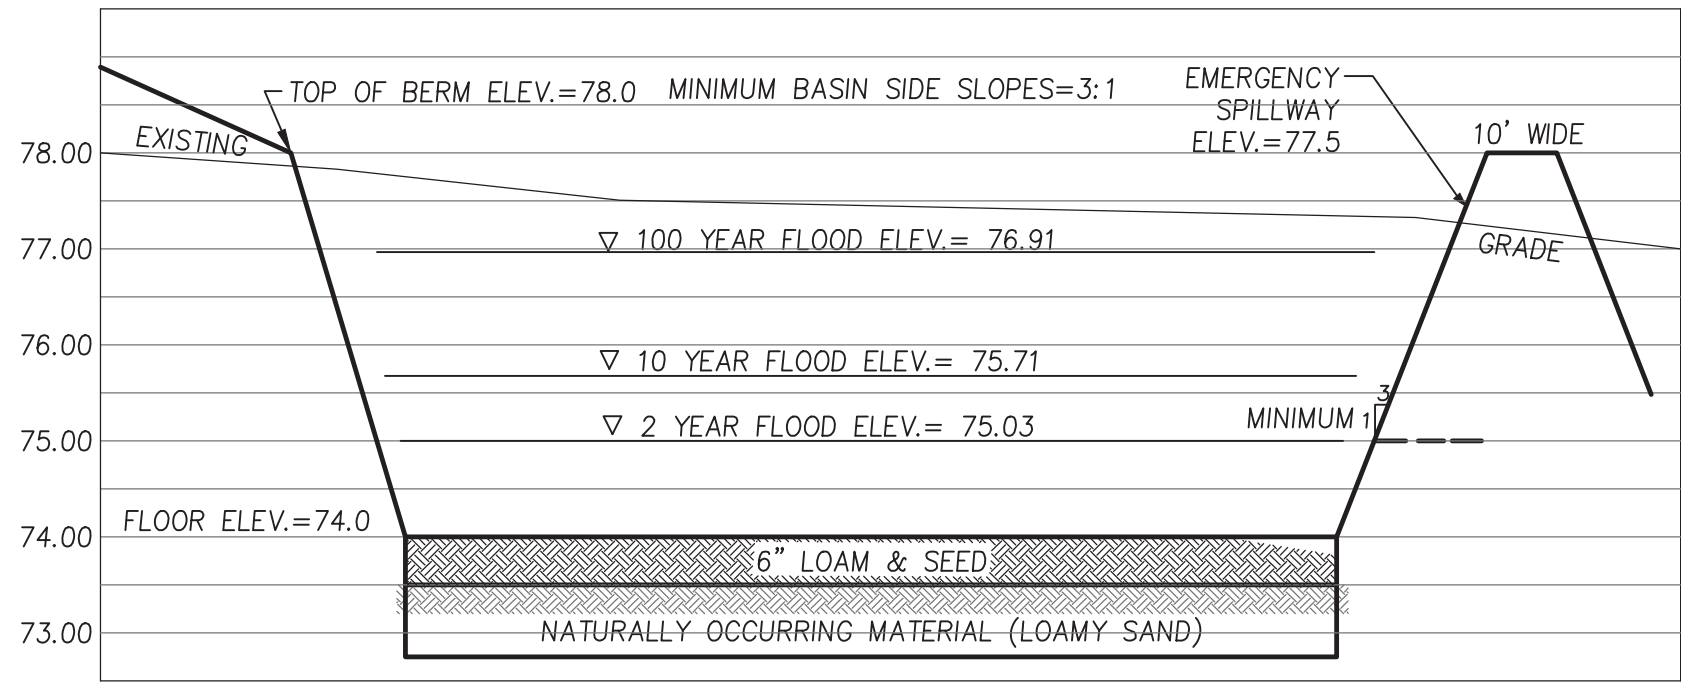 TOP OF BERM ELEV.=78.0
MINIMUM BASIN SIDE SLOPES=3:1
EMERGENCY
SPILLWAY
ELEV.=77.5
10' WIDE
EXISTING
78.00
77.00
▽ 100 YEAR FLOOD ELEV.= 76.91
GRADE
76.00
▽ 10 YEAR FLOOD ELEV.= 75.71
3
MINIMUM 1
▽ 2 YEAR FLOOD ELEV.= 75.03
75.00
FLOOR ELEV.=74.0
74.00
6" LOAM & SEED
73.00
NATURALLY OCCURRING MATERIAL (LOAMY SAND)